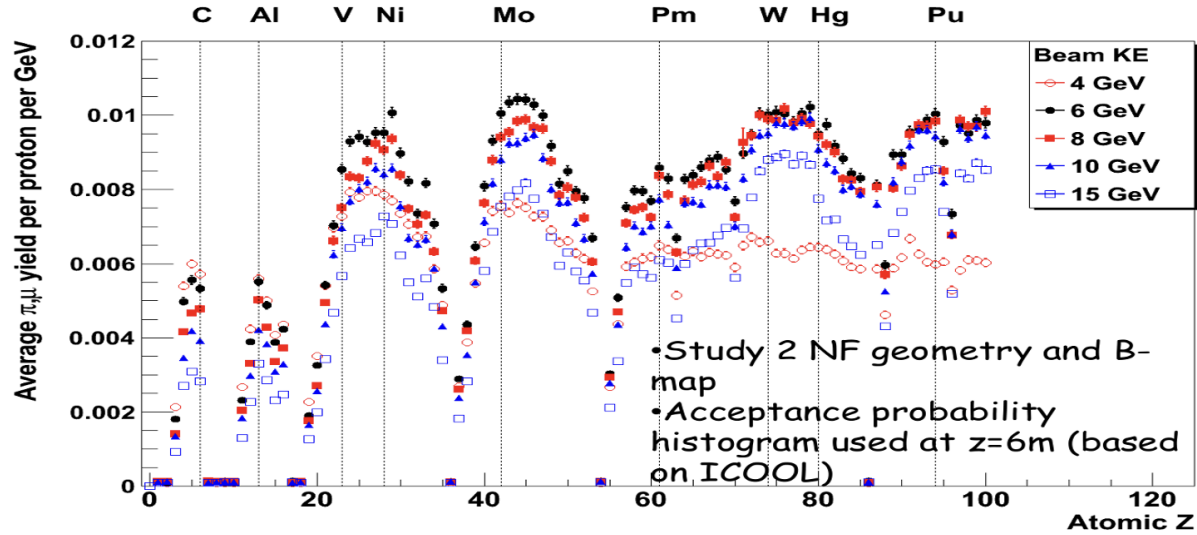 C Al V Ni Mo Pm W Hg Pu
Average π,μ yield per proton per GeV
0.012
0.01
0.008
0.006
0.004
0.002
0
Beam KE
4 GeV
6 GeV
8 GeV
10 GeV
15 GeV
•Study 2 NF geometry and B-
map
•Acceptance probability
histogram used at z=6m (based
on ICOOL)
0 20 40 60 80 100 120
Atomic Z